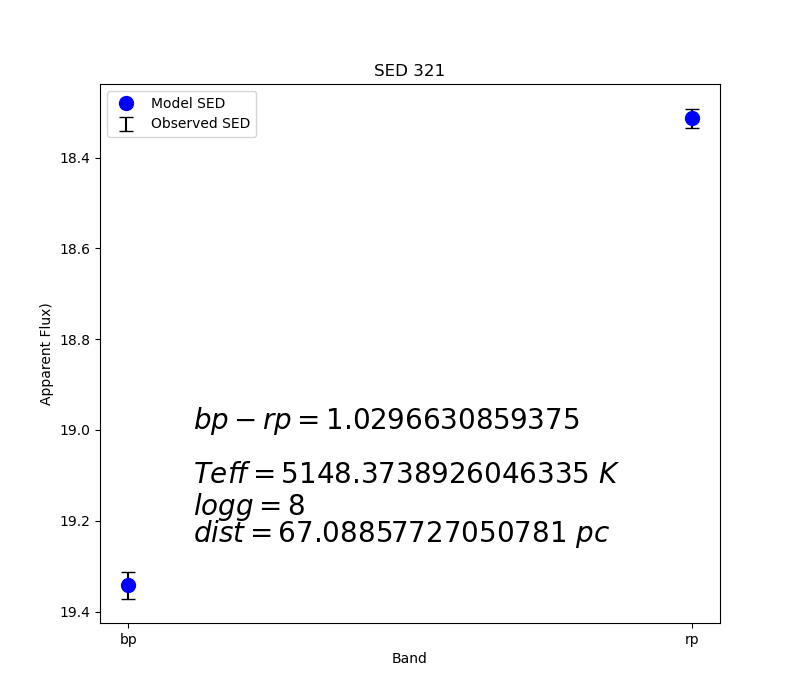 SED 321
Model SED
Observed SED
18.4
18.6
18.8
19.0
19.2
19.4
Apparent Flux)
bp − rp = 1.0296630859375
Teff = 5148.3738926046335 K
logg = 8
dist = 67.08857727050781 pc
bp
rp
Band